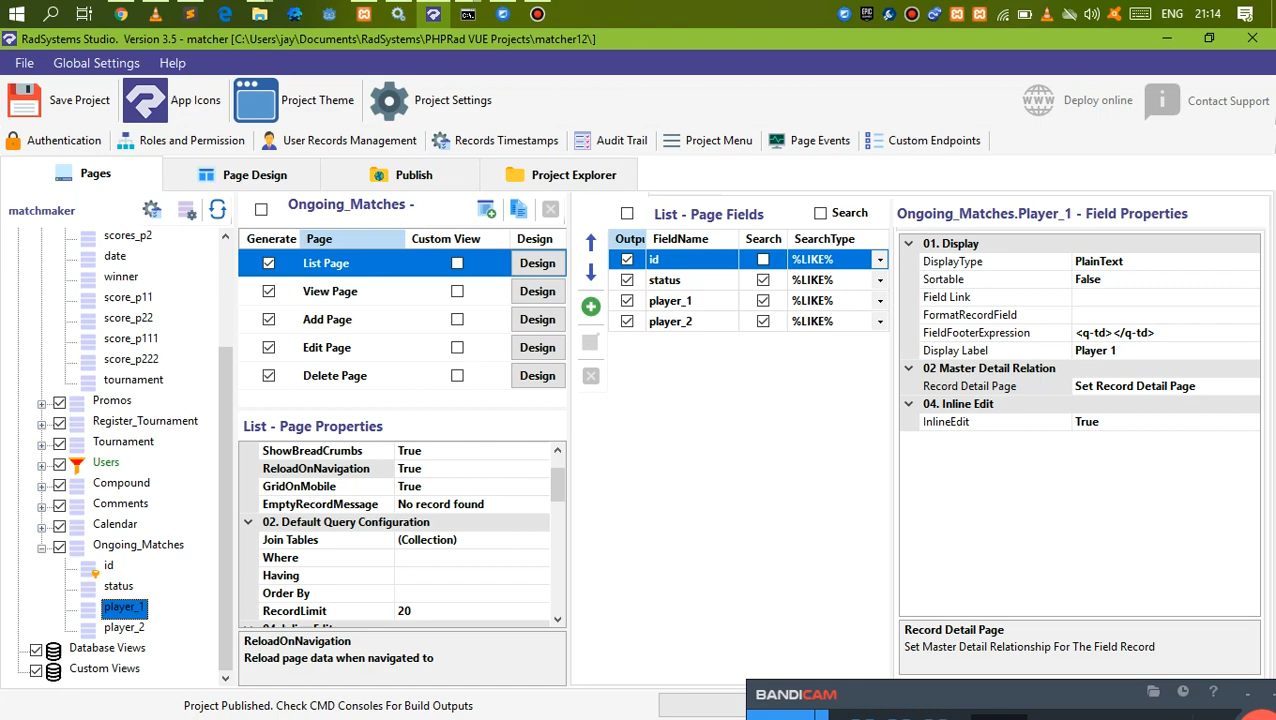 ENG
21:14
RadSystems Studio. Version 3.5 - matcher [C:\Users\jay\Documents\RadSystems\PHPRad VUE Projects\matcher12\]
File Global Settings Help
Save Project App Icons Project Theme Project Settings Deploy online Contact Support
Authentication Roles and Permission User Records Management Records Timestamps Audit Trail Project Menu Page Events Custom Endpoints
Pages Page Design Publish Project Explorer
matchmaker
scores_p2
date
winner
score_p11
score_p22
score_p111
score_p222
tournament
Promos
Register_Tournament
Tournament
Users
Compound
Comments
Calendar
Ongoing_Matches
id
status
player_1
player_2
Database Views
Custom Views
Ongoing_Matches -
Generate Page Custom View Design
List Page Design
View Page Design
Add Page Design
Edit Page Design
Delete Page Design
List - Page Properties
ShowBreadCrumbs True
ReloadOnNavigation True
GridOnMobile True
EmptyRecordMessage No record found
02. Default Query Configuration
Join Tables (Collection)
Where
Having
Order By
RecordLimit 20
ReloadOnNavigation
Reload page data when navigated to
List - Page Fields Search
Outpu FieldName Search SearchType
id %LIKE%
status %LIKE%
player_1 %LIKE%
player_2 %LIKE%
Ongoing_Matches.Player_1 - Field Properties
01. Display
DisplayType PlainText
Sortable False
Field Link
FormatRecordField
FieldFooterExpression <q-td></q-td>
Display Label Player 1
02 Master Detail Relation
Record Detail Page Set Record Detail Page
04. Inline Edit
InlineEdit True
Record Detail Page
Set Master Detail Relationship For The Field Record
Project Published. Check CMD Consoles For Build Outputs
BANDICAM